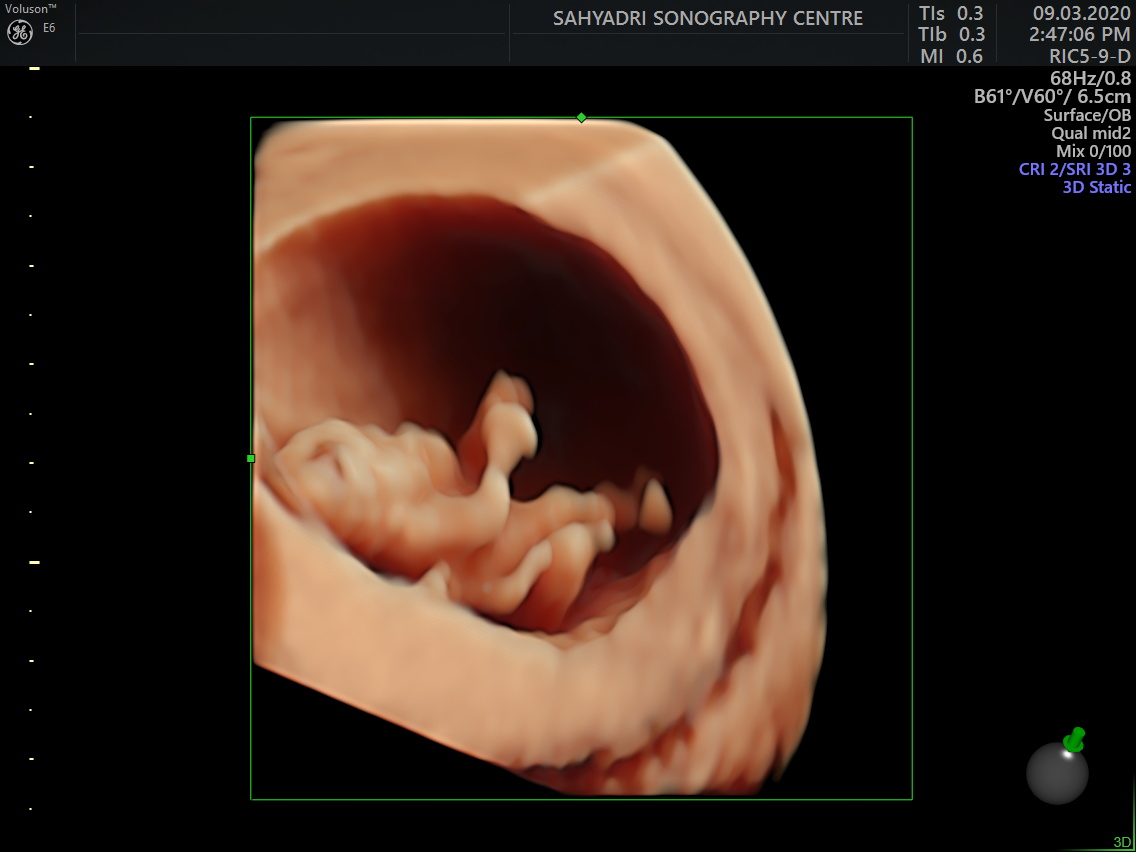 Voluson™
E6
SAHYADRI SONOGRAPHY CENTRE
TIs 0.3
TIb 0.3
MI 0.6
09.03.2020
2:47:06 PM
RIC5-9-D
68Hz/0.8
B61°/V60°/ 6.5cm
Surface/OB
Qual mid2
Mix 0/100
CRI 2/SRI 3D 3
3D Static
3D